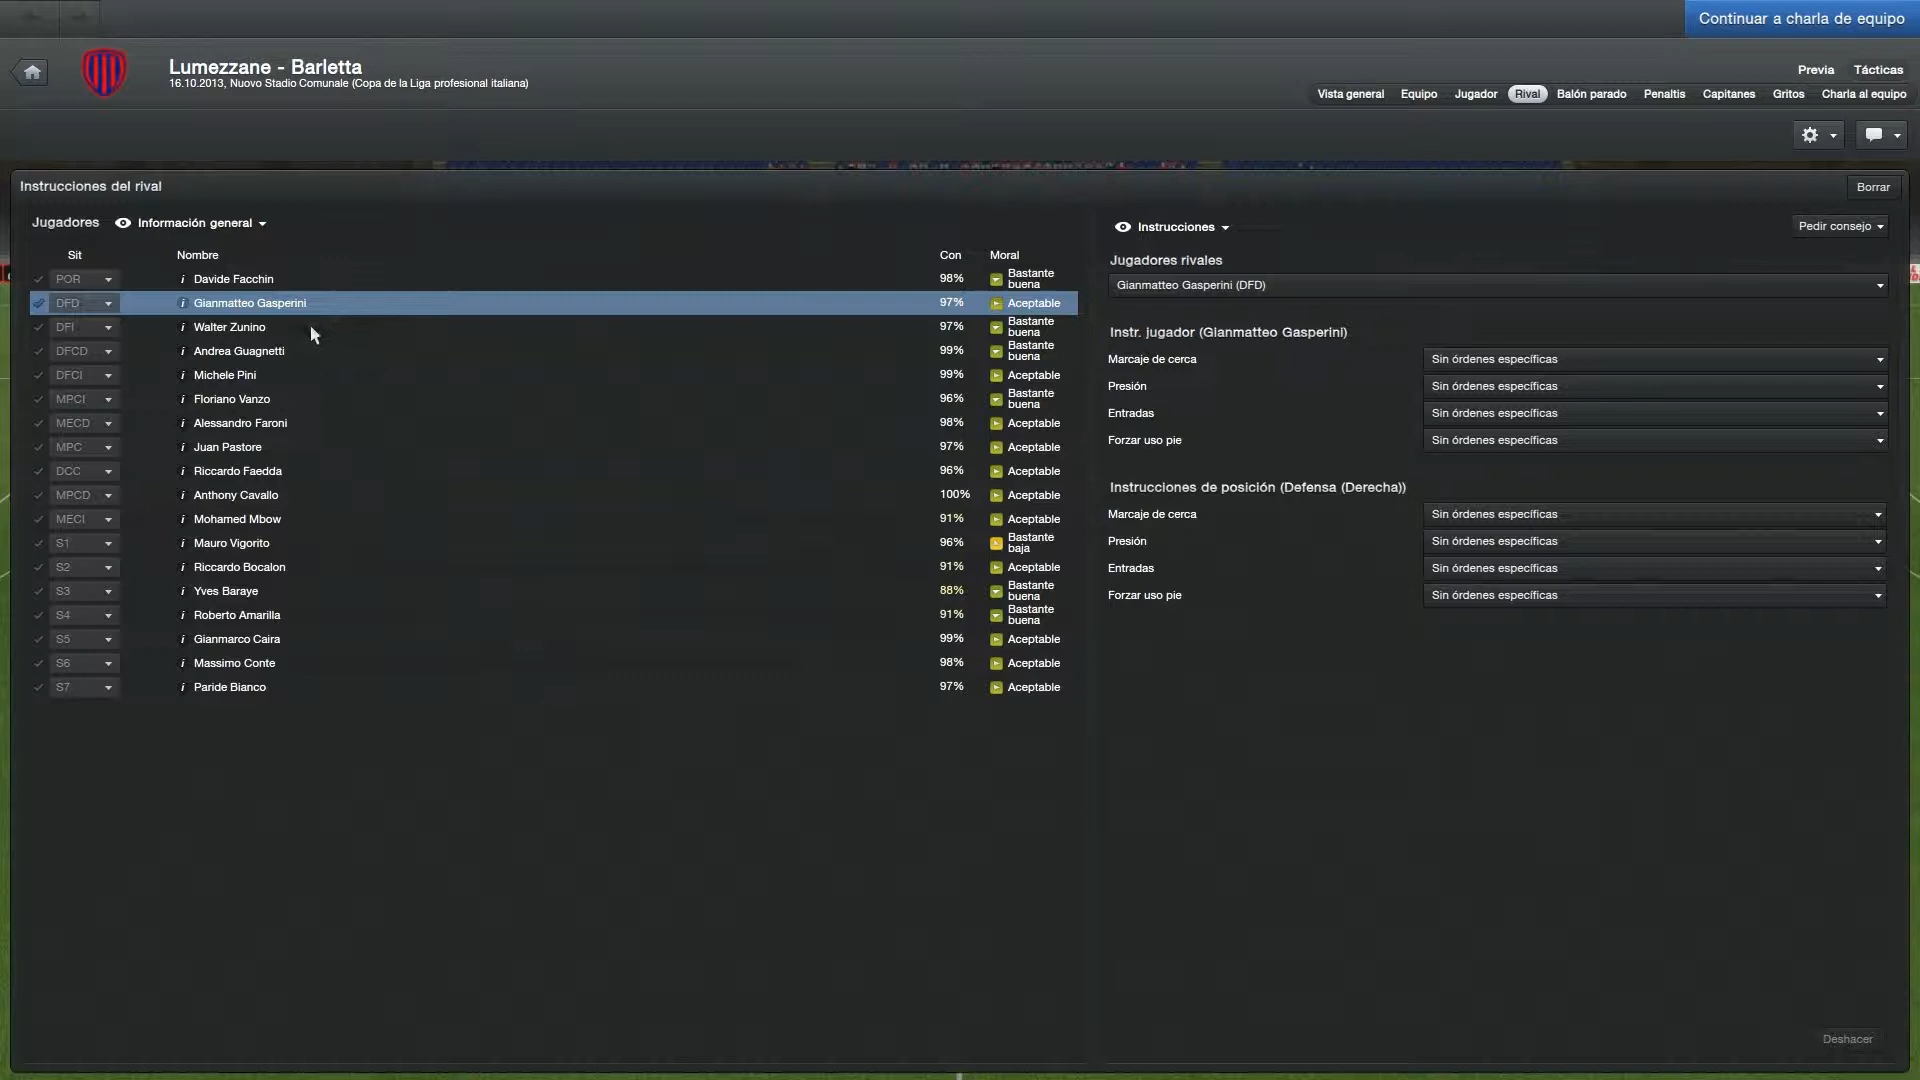 Continuar a charla de equipo
Lumezzane - Barletta
16.10.2013, Nuovo Stadio Comunale (Copa de la Liga profesional italiana)
Previa Tácticas
Vista general Equipo Jugador Rival Balón parado Penaltis Capitanes Gritos Charla al equipo
Instrucciones del rival
Borrar
Jugadores Información general
Sit Nombre Con Moral
POR i Davide Facchin 98% Bastante buena
DFD i Gianmatteo Gasperini 97% Aceptable
DFI i Walter Zunino 97% Bastante buena
DFCD i Andrea Guagnetti 99% Bastante buena
DFCI i Michele Pini 99% Aceptable
MPCI i Floriano Vanzo 96% Bastante buena
MECD i Alessandro Faroni 98% Aceptable
MPC i Juan Pastore 97% Aceptable
DCC i Riccardo Faedda 96% Aceptable
MPCD i Anthony Cavallo 100% Aceptable
MECI i Mohamed Mbow 91% Aceptable
S1 i Mauro Vigorito 96% Bastante baja
S2 i Riccardo Bocalon 91% Aceptable
S3 i Yves Baraye 88% Bastante buena
S4 i Roberto Amarilla 91% Bastante buena
S5 i Gianmarco Caira 99% Aceptable
S6 i Massimo Conte 98% Aceptable
S7 i Paride Bianco 97% Aceptable
Instrucciones
Pedir consejo
Jugadores rivales
Gianmatteo Gasperini (DFD)
Instr. jugador (Gianmatteo Gasperini)
Marcaje de cerca Sin órdenes específicas
Presión Sin órdenes específicas
Entradas Sin órdenes específicas
Forzar uso pie Sin órdenes específicas
Instrucciones de posición (Defensa (Derecha))
Marcaje de cerca Sin órdenes específicas
Presión Sin órdenes específicas
Entradas Sin órdenes específicas
Forzar uso pie Sin órdenes específicas
Deshacer